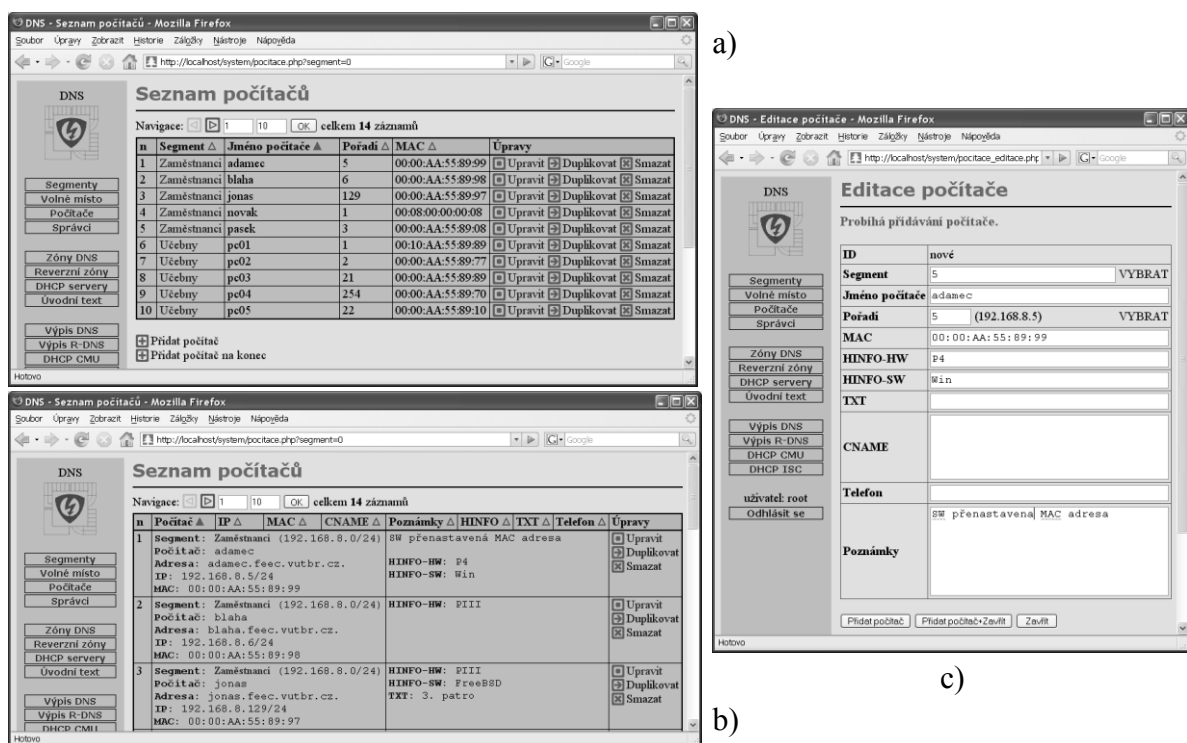 DNS - Seznam počítačů - Mozilla Firefox
Soubor Úpravy Zobrazit Historie Záložky Nástroje Nápověda
http://localhost/system/pocitace.php?segment=0 Google
DNS
Segmenty
Volné místo
Počítače
Správci
Zóny DNS
Reverzní zóny
DHCP servery
Úvodní text
Výpis DNS
Výpis R-DNS
DHCP CMU
Seznam počítačů
Navigace: 1 10 OK celkem 14 záznamů
n Segment Jméno počítače Pořadí MAC Úpravy
1 Zaměstnanci adamec 5 00:00:AA:55:89:99 Upravit Duplikovat Smazat
2 Zaměstnanci blaha 6 00:00:AA:55:89:98 Upravit Duplikovat Smazat
3 Zaměstnanci jonas 129 00:00:AA:55:89:97 Upravit Duplikovat Smazat
4 Zaměstnanci novak 1 00:08:00:00:00:08 Upravit Duplikovat Smazat
5 Zaměstnanci pasek 3 00:00:AA:55:89:08 Upravit Duplikovat Smazat
6 Učebny pc01 1 00:10:AA:55:89:89 Upravit Duplikovat Smazat
7 Učebny pc02 2 00:00:AA:55:89:77 Upravit Duplikovat Smazat
8 Učebny pc03 21 00:00:AA:55:89:89 Upravit Duplikovat Smazat
9 Učebny pc04 254 00:00:AA:55:89:70 Upravit Duplikovat Smazat
10 Učebny pc05 22 00:00:AA:55:89:10 Upravit Duplikovat Smazat
Přidat počítač
Přidat počítač na konec
Hotovo
a)
DNS - Seznam počítačů - Mozilla Firefox
Soubor Úpravy Zobrazit Historie Záložky Nástroje Nápověda
http://localhost/system/pocitace.php?segment=0 Google
DNS
Segmenty
Volné místo
Počítače
Správci
Zóny DNS
Reverzní zóny
DHCP servery
Úvodní text
Výpis DNS
Výpis R-DNS
DHCP CMU
Seznam počítačů
Navigace: 1 10 OK celkem 14 záznamů
n Počítač IP MAC CNAME Poznámky HINFO TXT Telefon Úpravy
1 Segment: Zaměstnanci (192.168.8.0/24) SW přenastavená MAC adresa Upravit
Počítač: adamec Duplikovat
Adresa: adamec.feec.vutbr.cz. HINFO-HW: P4 Smazat
IP: 192.168.8.5/24 HINFO-SW: Win
MAC: 00:00:AA:55:89:99
2 Segment: Zaměstnanci (192.168.8.0/24) HINFO-HW: PIII Upravit
Počítač: blaha Duplikovat
Adresa: blaha.feec.vutbr.cz. Smazat
IP: 192.168.8.6/24
MAC: 00:00:AA:55:89:98
3 Segment: Zaměstnanci (192.168.8.0/24) HINFO-HW: PIII Upravit
Počítač: jonas HINFO-SW: FreeBSD Duplikovat
Adresa: jonas.feec.vutbr.cz. TXT: 3. patro Smazat
IP: 192.168.8.129/24
MAC: 00:00:AA:55:89:97
Hotovo
b)
DNS - Editace počítače - Mozilla Firefox
Soubor Úpravy Zobrazit Historie Záložky Nástroje Nápověda
http://localhost/system/pocitace_editace.php Google
DNS
Segmenty
Volné místo
Počítače
Správci
Zóny DNS
Reverzní zóny
DHCP servery
Úvodní text
Výpis DNS
Výpis R-DNS
DHCP CMU
DHCP ISC
uživatel: root
Odhlásit se
Editace počítače
Probíhá přidávání počítače.
ID nové
Segment 5 VYBRAT
Jméno počítače adamec
Pořadí 5 (192.168.8.5) VYBRAT
MAC 00:00:AA:55:89:99
HINFO-HW P4
HINFO-SW Win
TXT
CNAME
Telefon
Poznámky SW přenastavena MAC adresa
Přidat počítač Přidat počítač+Zavřít Zavřít
Hotovo
c)